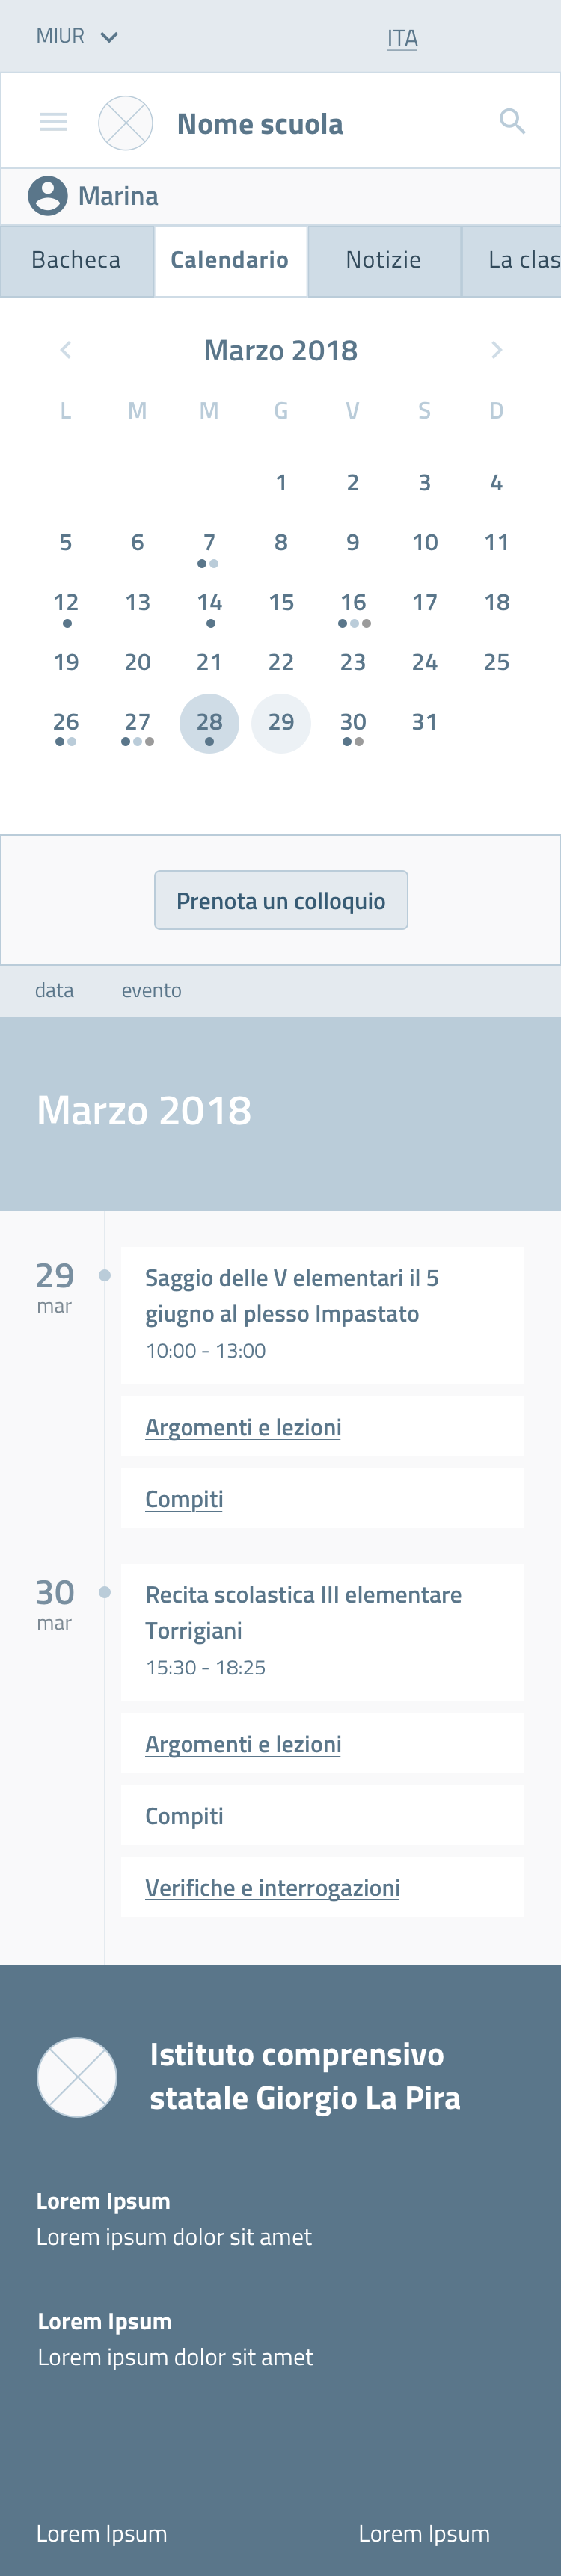 MIUR
ITA
Nome scuola
Marina
Bacheca Calendario Notizie La clas
Marzo 2018
L M M G V S D
1 2 3 4
5 6 7 8 9 10 11
12 13 14 15 16 17 18
19 20 21 22 23 24 25
26 27 28 29 30 31
Prenota un colloquio
data evento
Marzo 2018
29
mar
Saggio delle V elementari il 5
giugno al plesso Impastato
10:00 - 13:00
Argomenti e lezioni
Compiti
30
mar
Recita scolastica III elementare
Torrigiani
15:30 - 18:25
Argomenti e lezioni
Compiti
Verifiche e interrogazioni
Istituto comprensivo
statale Giorgio La Pira
Lorem Ipsum
Lorem ipsum dolor sit amet
Lorem Ipsum
Lorem ipsum dolor sit amet
Lorem Ipsum Lorem Ipsum